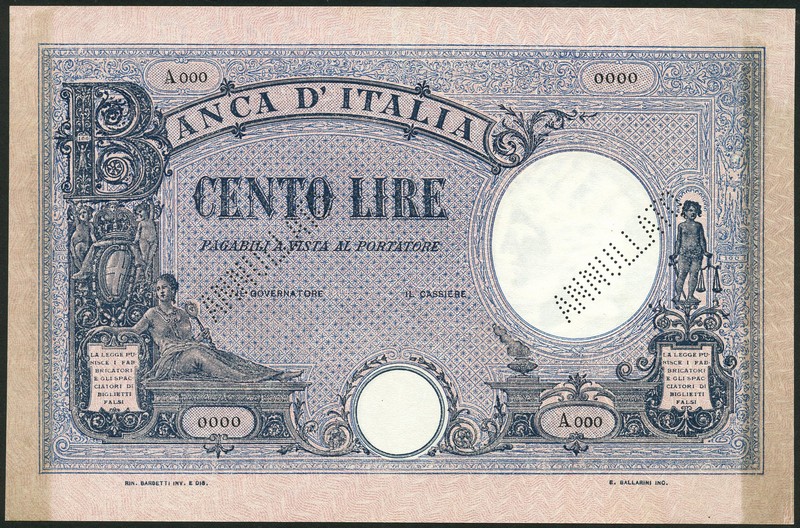 A 000
0000
BANCA D'ITALIA
CENTO LIRE
PAGABILI A VISTA AL PORTATORE
ANNULLATO
ANNULLATO
IL GOVERNATORE
IL CASSIERE
LA LEGGE PU-
NISCE I FAB-
BRICATORI
E GLI SPAC-
CIATORI DI
BIGLIETTI
FALSI
LA LEGGE PU-
NISCE I FAB-
BRICATORI
E GLI SPAC-
CIATORI DI
BIGLIETTI
FALSI
0000
A 000
RIN. BARBETTI INV. E DIS.
E. BALLARINI INC.